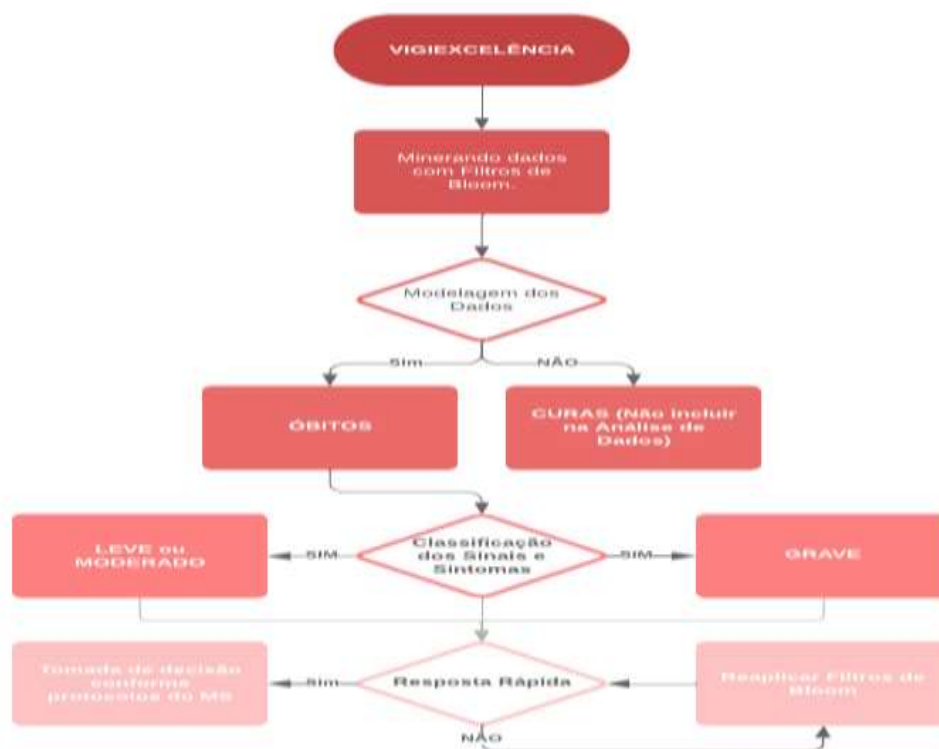 VIGIEXCELÊNCIA
Minerando dados
com Filtros de
Bloom.
Modelagem dos
Dados
Sim
NÃO
ÓBITOS
CURAS (Não incluir
na Análise de
Dados)
LEVE ou
MODERADO
SIM
Classificação
dos Sinais e
Sintomas
SIM
GRAVE
Tomada de decisão
conforme
protocolos do MS
Sim
Resposta Rápida
Reaplicar Filtros de
Bloom
NÃO